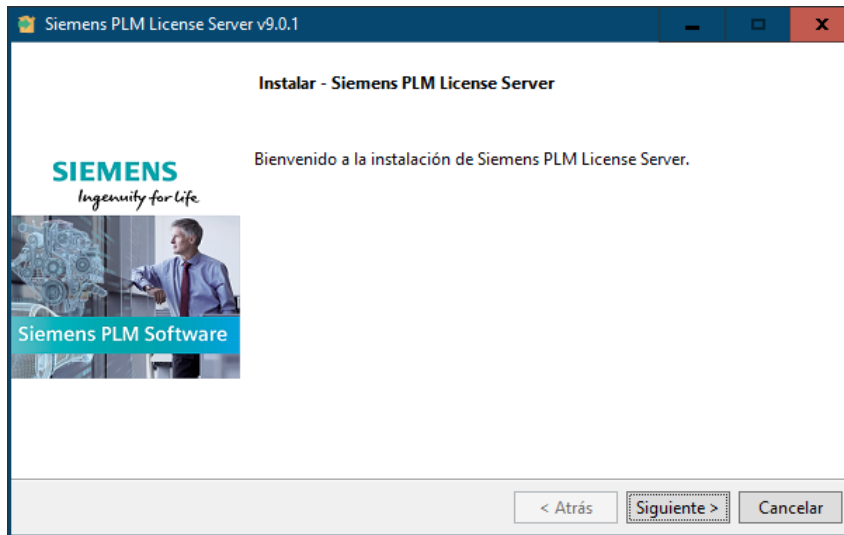 Siemens PLM License Server v9.0.1
Instalar - Siemens PLM License Server
Bienvenido a la instalación de Siemens PLM License Server.
SIEMENS
Ingenuity for life
Siemens PLM Software
< Atrás
Siguiente >
Cancelar